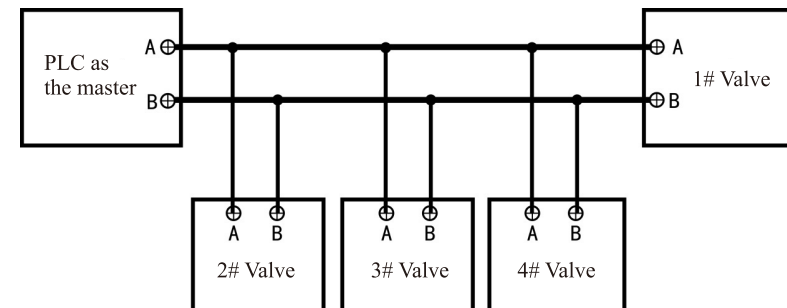 A
PLC as
the master
B
A
1# Valve
B
A B
2# Valve
A B
3# Valve
A B
4# Valve